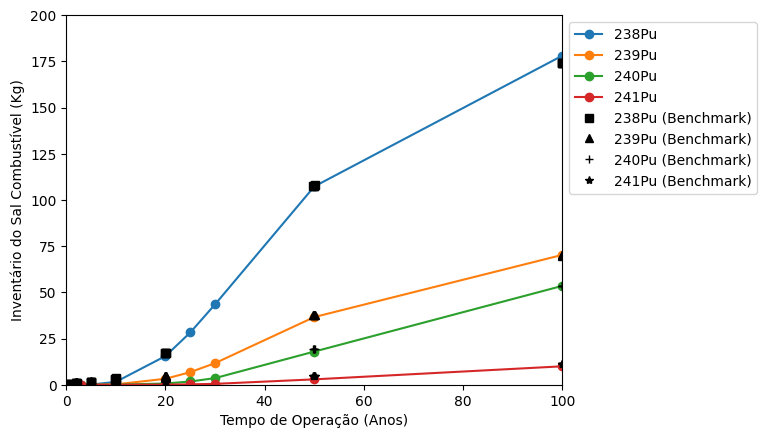 200
175
150
125
100
75
50
25
0
Inventário do Sal Combustível (Kg)
0
20
40
60
80
100
Tempo de Operação (Anos)
238Pu
239Pu
240Pu
241Pu
238Pu (Benchmark)
239Pu (Benchmark)
240Pu (Benchmark)
241Pu (Benchmark)